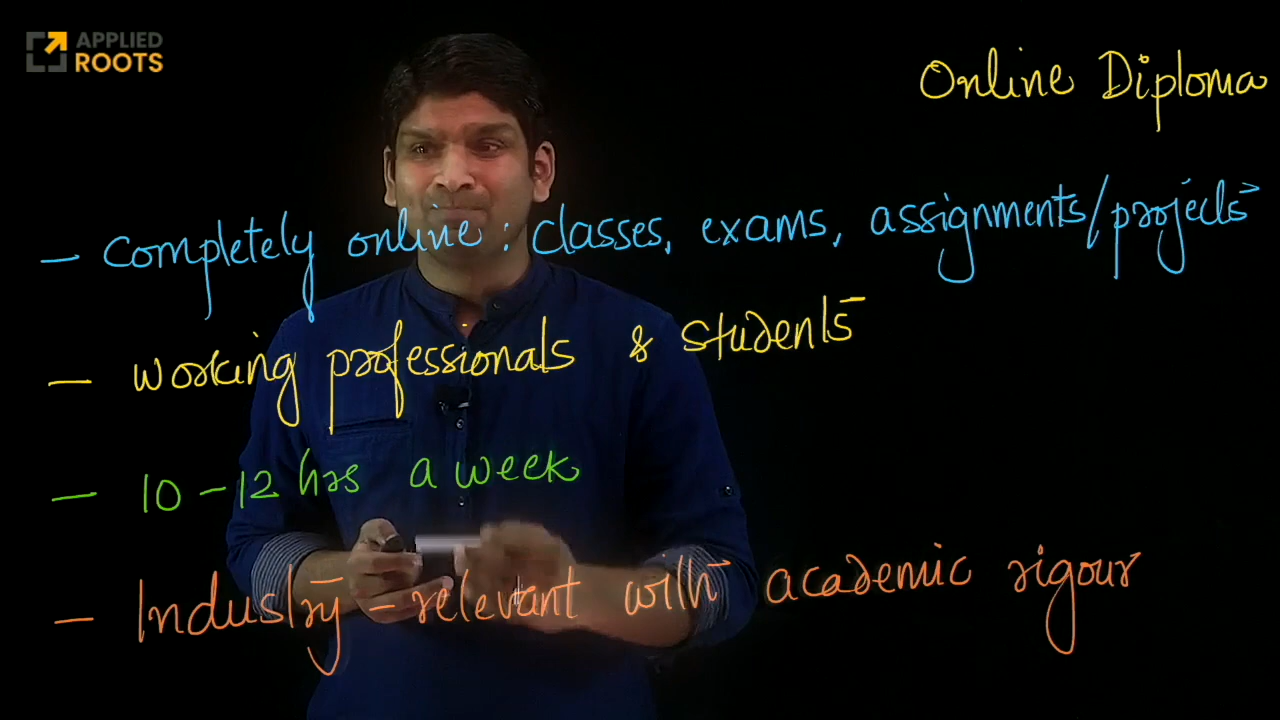 APPLIED
ROOTS
Online Diploma
- Completely online : classes, exams, assignments/projects
- working professionals & students
- 10-12 hrs a week
- Industry-relevant with academic rigour